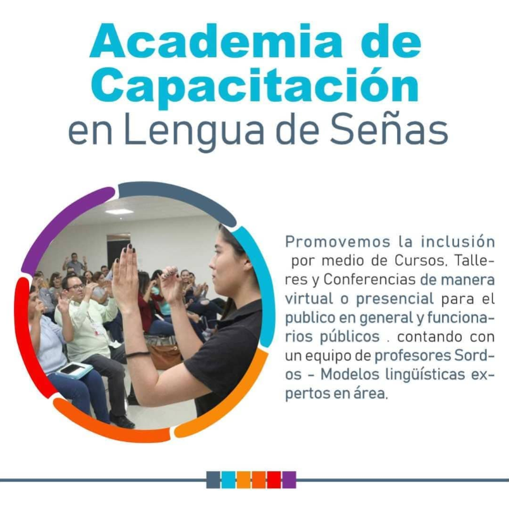 Academia de
Capacitación
en Lengua de Señas
Promovemos la inclusión
por medio de Cursos, Talle-
res y Conferencias de manera
virtual o presencial para el
publico en general y funciona-
rios públicos . contando con
un equipo de profesores Sord-
os - Modelos lingüísticas ex-
pertos en área.